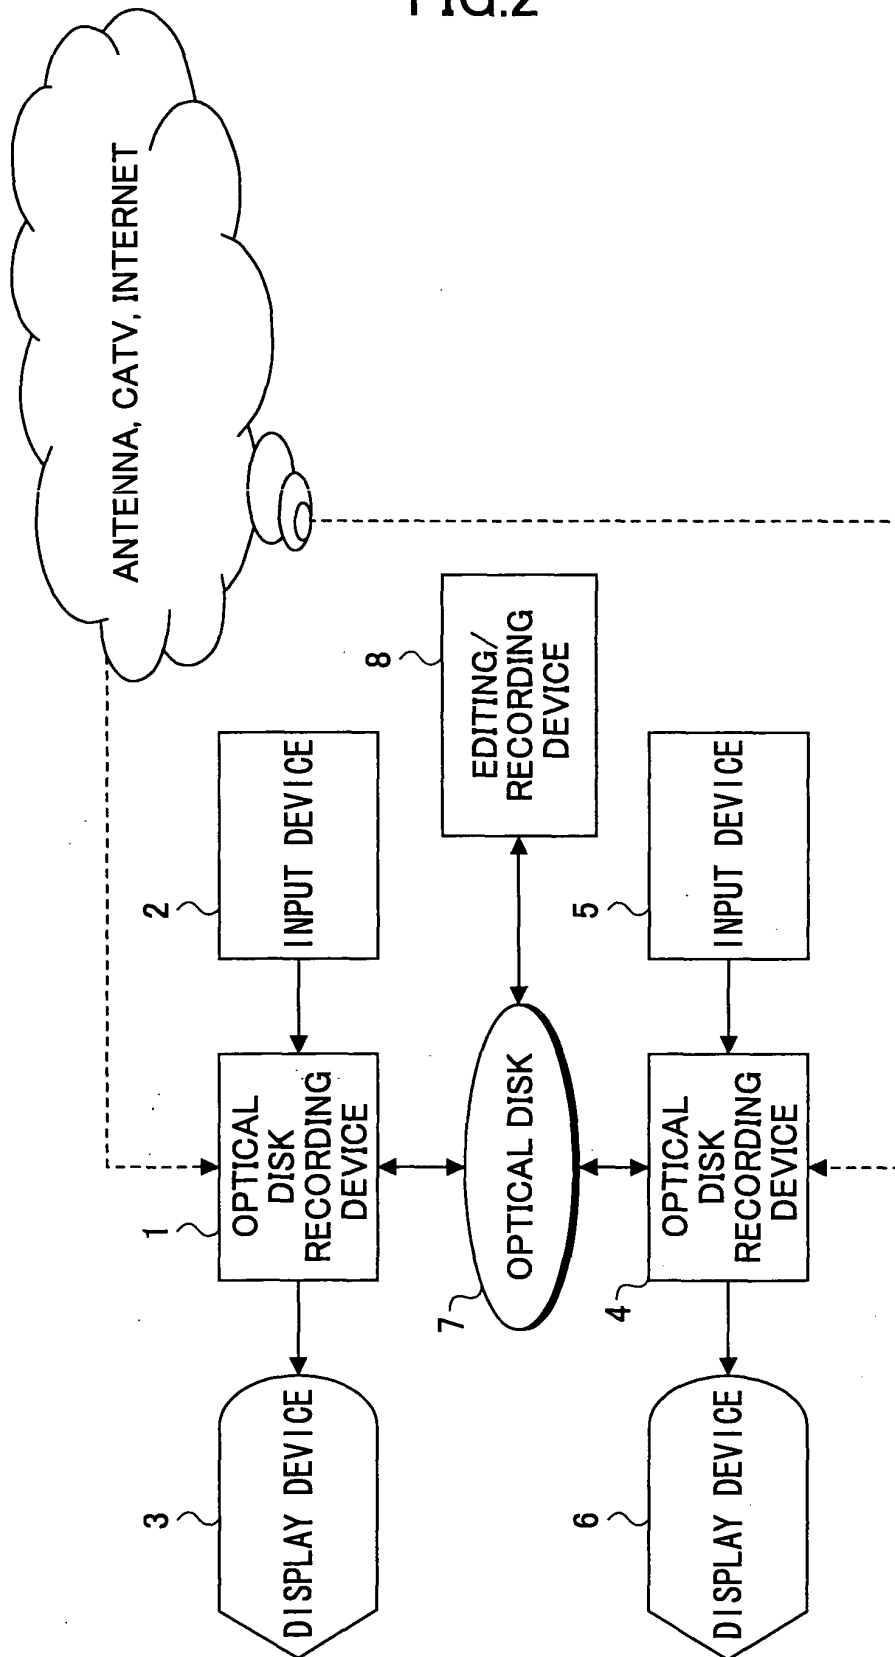 FIG.2
ANTENNA, CATV, INTERNET
3
DISPLAY DEVICE
1
OPTICAL
DISK
RECORDING
DEVICE
2
INPUT DEVICE
7
OPTICAL DISK
8
EDITING/
RECORDING
DEVICE
6
DISPLAY DEVICE
4
OPTICAL
DISK
RECORDING
DEVICE
5
INPUT DEVICE